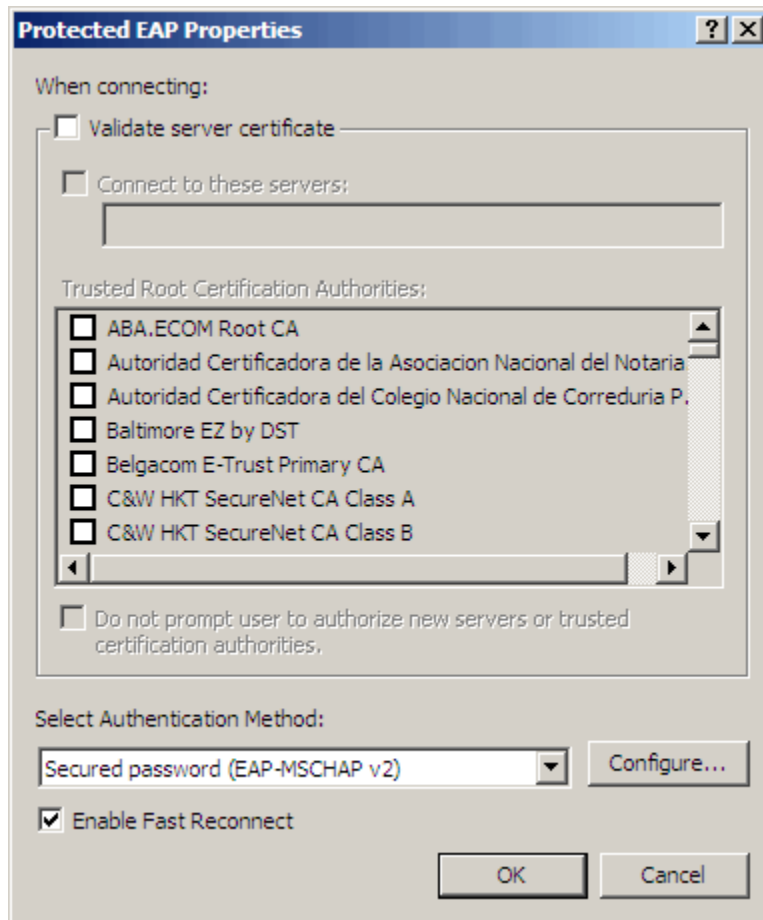 Protected EAP Properties
When connecting:
Validate server certificate
Connect to these servers:
Trusted Root Certification Authorities:
ABA.ECOM Root CA
Autoridad Certificadora de la Asociacion Nacional del Notaria
Autoridad Certificadora del Colegio Nacional de Correduria P.
Baltimore EZ by DST
Belgacom E-Trust Primary CA
C&W HKT SecureNet CA Class A
C&W HKT SecureNet CA Class B
Do not prompt user to authorize new servers or trusted
certification authorities.
Select Authentication Method:
Secured password (EAP-MSCHAP v2)
Configure...
Enable Fast Reconnect
OK
Cancel